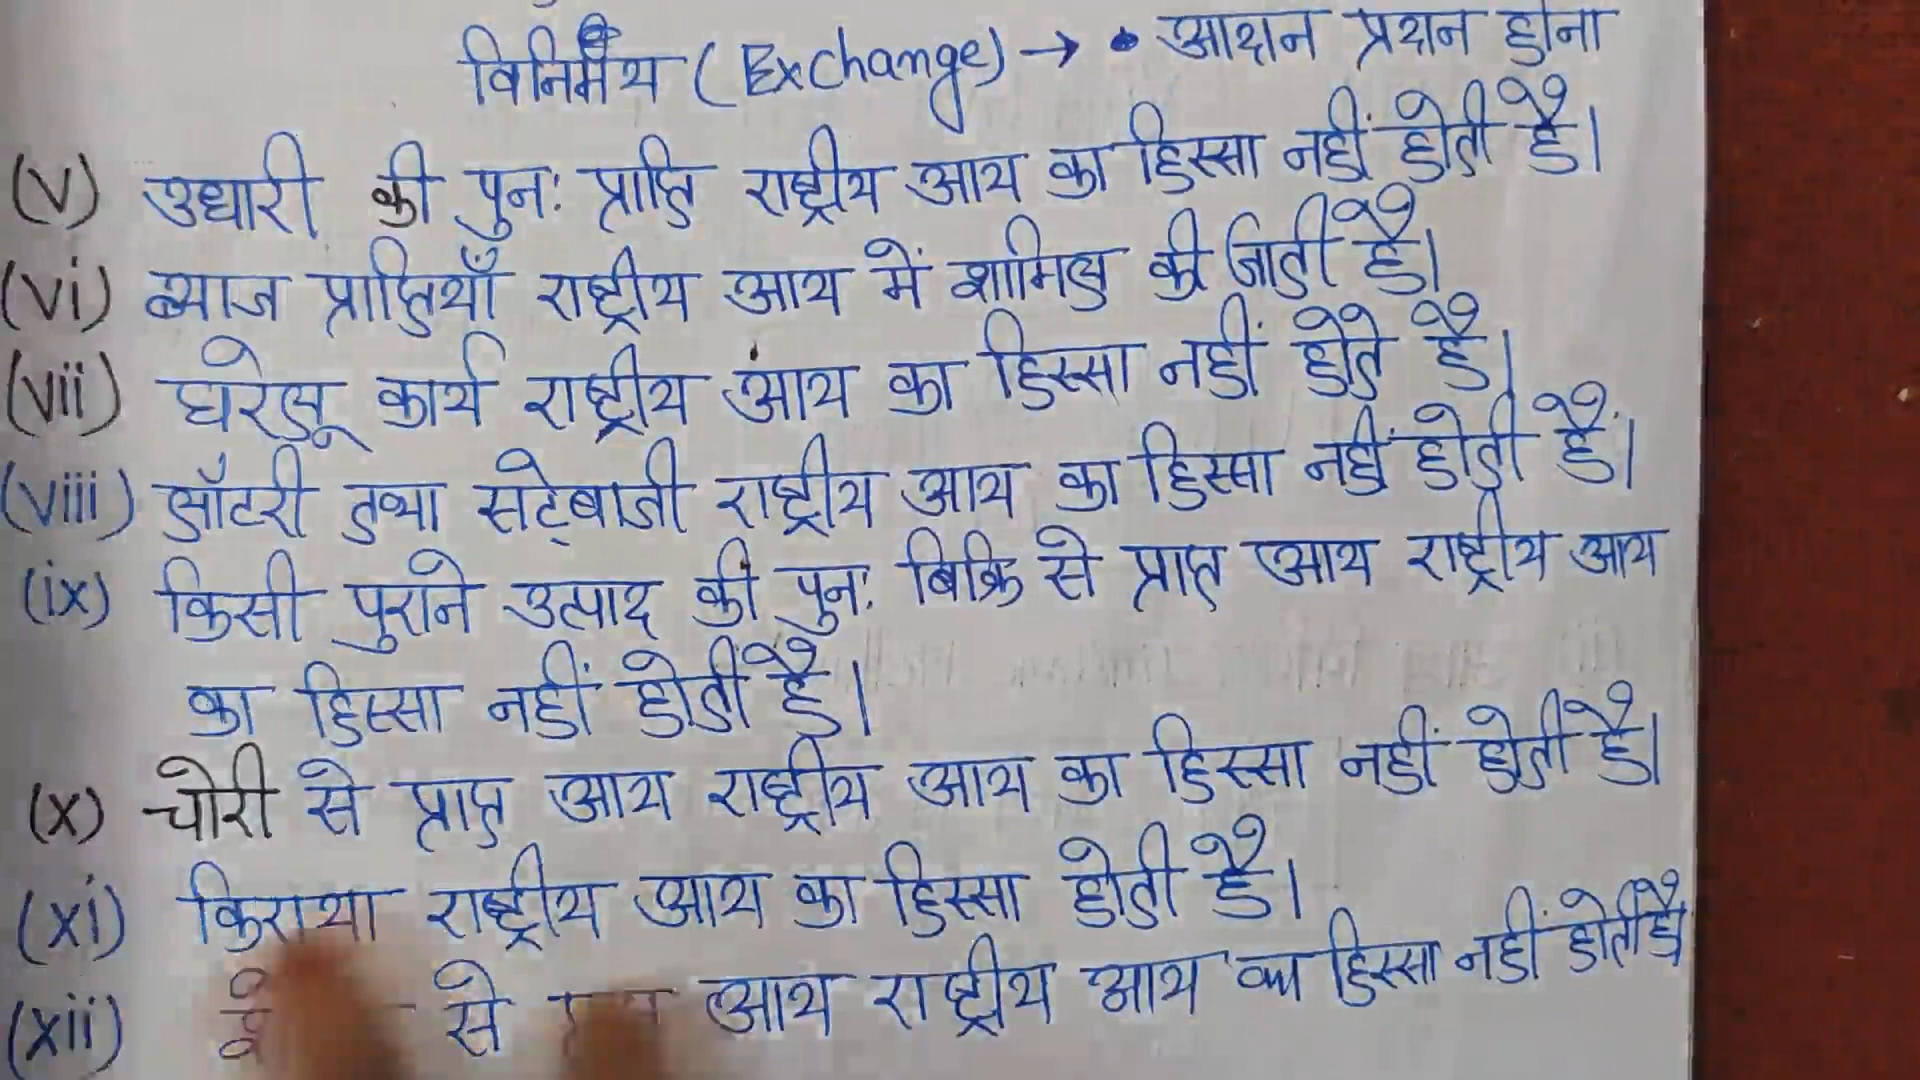 विनिमय (Exchange) → • आदान प्रदान होना
(v) उधारी की पुनः प्राप्ति राष्ट्रीय आय का हिस्सा नहीं होती है।
(vi) ब्याज प्राप्तियाँ राष्ट्रीय आय में शामिल की जाती है।
(vii) घरेलू कार्य राष्ट्रीय आय का हिस्सा नहीं होते है।
(viii) लॉटरी तथा सट्टेबाजी राष्ट्रीय आय का हिस्सा नहीं होती है।
(ix) किसी पुराने उत्पाद की पुनः बिक्रि से प्राप्त आय राष्ट्रीय आय
का हिस्सा नहीं होती है।
(x) चोरी से प्राप्त आय राष्ट्रीय आय का हिस्सा नहीं होती है।
(xi) किराया राष्ट्रीय आय का हिस्सा होती है।
(xii) से आय राष्ट्रीय आय का हिस्सा नहीं होती है